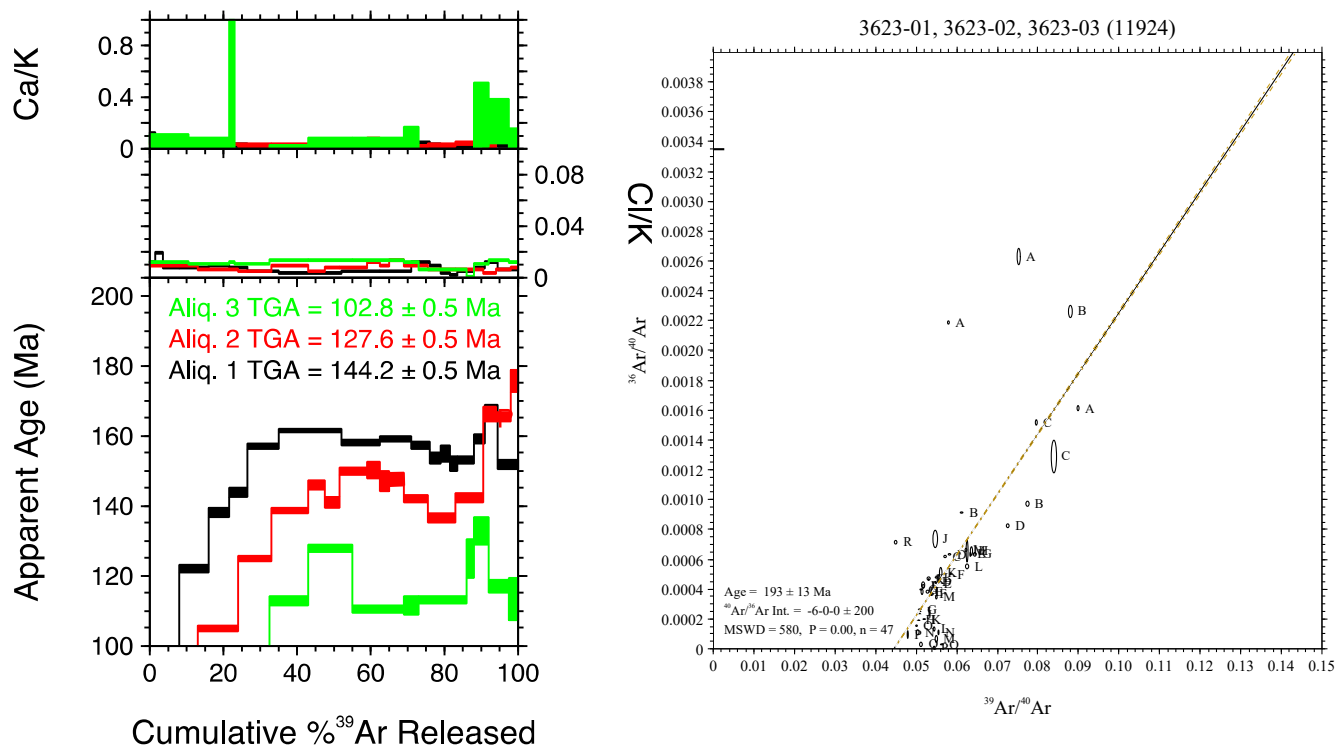 Ca/K
0.8
0.4
0
0.08
0.04
0
Cl/K
Apparent Age (Ma)
200
180
160
140
120
100
Aliq. 3 TGA = 102.8 ± 0.5 Ma
Aliq. 2 TGA = 127.6 ± 0.5 Ma
Aliq. 1 TGA = 144.2 ± 0.5 Ma
0 20 40 60 80 100
Cumulative %³⁹Ar Released
3623-01, 3623-02, 3623-03 (11924)
0.0038
0.0036
0.0034
0.0032
0.0030
0.0028
0.0026
0.0024
0.0022
0.0020
0.0018
0.0016
0.0014
0.0012
0.0010
0.0008
0.0006
0.0004
0.0002
0
³⁶Ar/⁴⁰Ar
A
B
A
A
C
C
B
B
D
R
J
D
G
L
K
F
M
G
K
L
N
N
M
P
Q
O
Age = 193 ± 13 Ma
⁴⁰Ar/³⁶Ar Int. = -6-0-0 ± 200
MSWD = 580, P = 0.00, n = 47
0 0.01 0.02 0.03 0.04 0.05 0.06 0.07 0.08 0.09 0.10 0.11 0.12 0.13 0.14 0.15
³⁹Ar/⁴⁰Ar